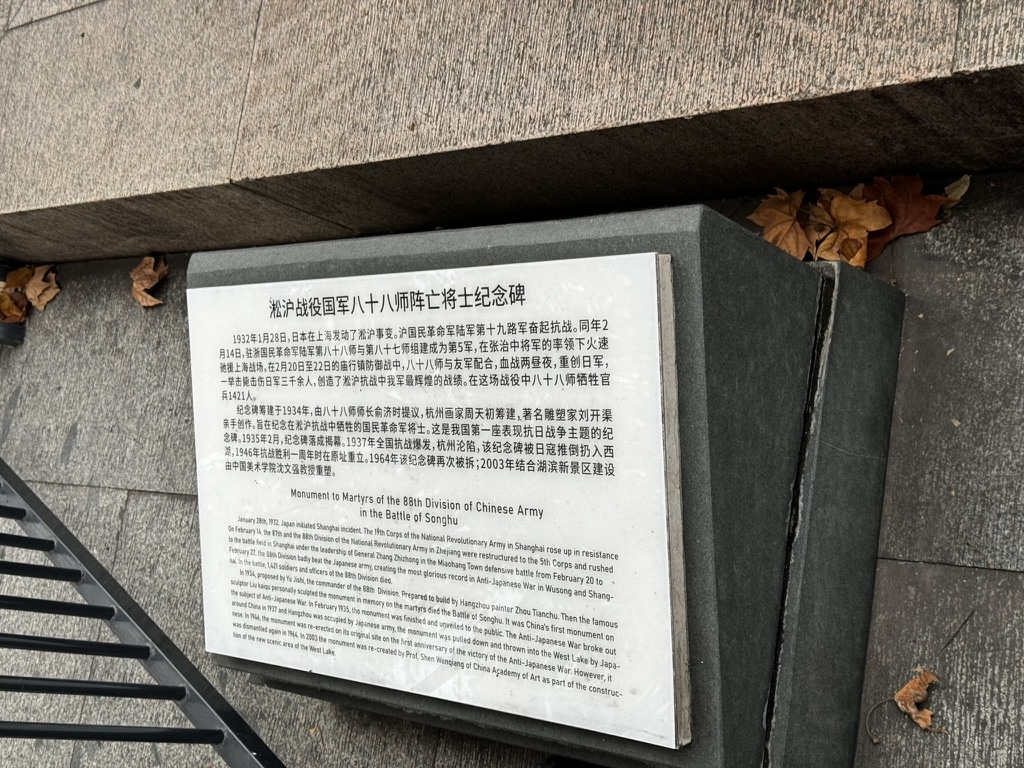 淞沪战役国军八十八师阵亡将士纪念碑
1932年1月28日，日本在上海发动了淞沪事变。沪国民革命军陆军第十九路军奋起抗战。同年2
月14日，驻浙国民革命军陆军第八十八师与第八十七师组建成为第5军，在张治中将军的率领下火速
驰援上海战场。在2月20日至22日的庙行镇防御战中，八十八师与友军配合，血战两昼夜，重创日军，
一举击毙击伤日军三千余人，创造了淞沪抗战中我军最辉煌的战绩。在这场战役中八十八师牺牲官
兵1421人。
纪念碑筹建于1934年，由八十八师师长俞济时提议，杭州画家周天初筹建，著名雕塑家刘开渠
亲手创作。旨在纪念在淞沪抗战中牺牲的国民革命军将士。这是我国第一座表现抗日战争主题的纪
念碑。1935年2月，纪念碑落成揭幕。1937年全国抗战爆发，杭州沦陷，该纪念碑被日寇推倒扔入西
湖，1946年抗战胜利一周年时在原址重立。1964年该纪念碑再次被拆；2003年结合湖滨新景区建设
由中国美术学院沈文强教授重塑。
Monument to Martyrs of the 88th Division of Chinese Army
in the Battle of Songhu
January 28th, 1932, Japan initiated Shanghai incident. The 19th Corps of the National Revolutionary Army in Shanghai rose up in resistance
On February 14, the 87th and the 88th Division of the National Revolutionary Army in Zhejiang were restructured to the 5th Corps and rushed
to the battle field in Shanghai under the leadership of General Zhang Zhizhong in the Miaohang Town defensive battle from February 20 to
February 22, the 88th Division badly beat the Japanese army, creating the most glorious record in Anti-Japanese War in Wusong and Shang-
hai. In the battle, 1,421 soldiers and officers of the 88th Division died.
In 1934, proposed by Yu Jishi, the commander of the 88th Division. Prepared to build by Hangzhou painter Zhou Tianchu. Then the famous
sculptor Liu kaiqu personally sculpted the monument in memory on the martyrs died the Battle of Songhu. It was China's first monument on
the subject of Anti-Japanese War. In February 1935, the monument was finished and unveiled to the public. The Anti-Japanese War broke out
around China in 1937 and Hangzhou was occupied by Japanese army, the monument was pulled down and thrown into the West Lake by Japa-
nese. In 1946, the monument was re-erected on its original site on the first anniversary of the victory of the Anti-Japanese War. However, it
was dismantled again in 1964. in 2003 the monument was re-created by Prof. Shen Wenqiang of China Academy of Art as part of the construc-
tion of the new scenic area of the West Lake.